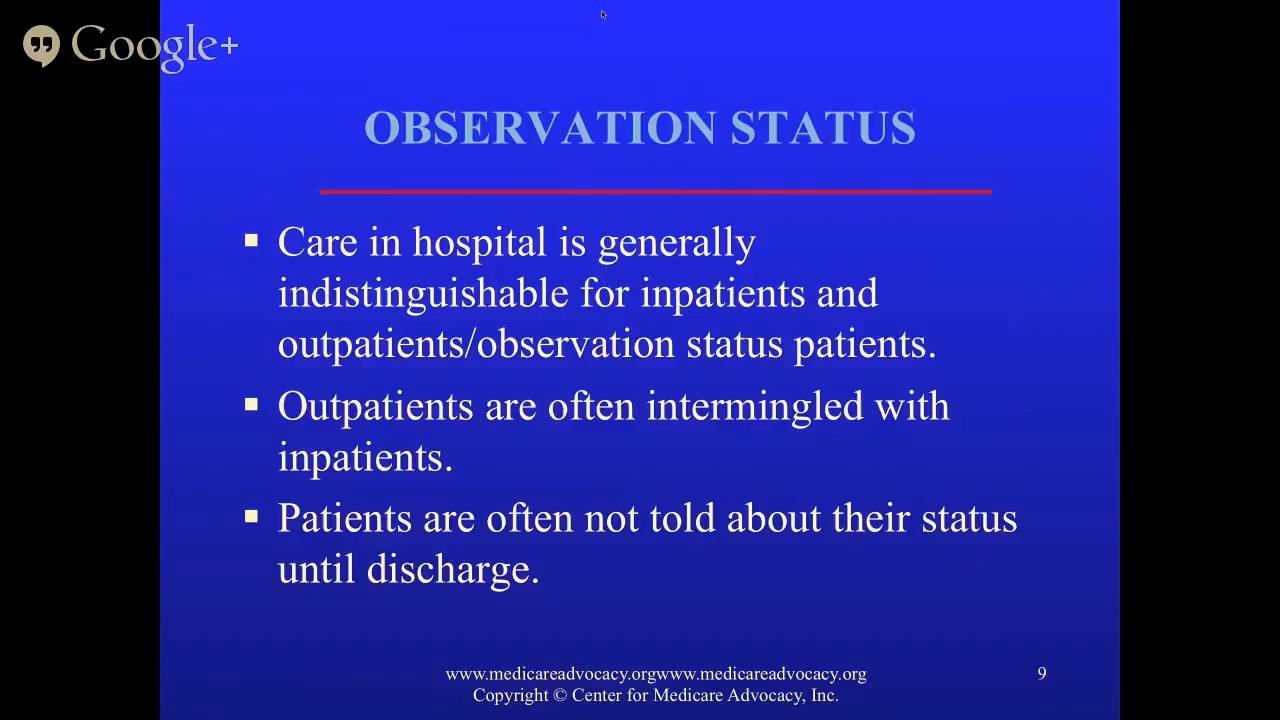 Google+
OBSERVATION STATUS
▪ Care in hospital is generally
indistinguishable for inpatients and
outpatients/observation status patients.
▪ Outpatients are often intermingled with
inpatients.
▪ Patients are often not told about their status
until discharge.
www.medicareadvocacy.orgwww.medicareadvocacy.org
Copyright © Center for Medicare Advocacy, Inc.
9